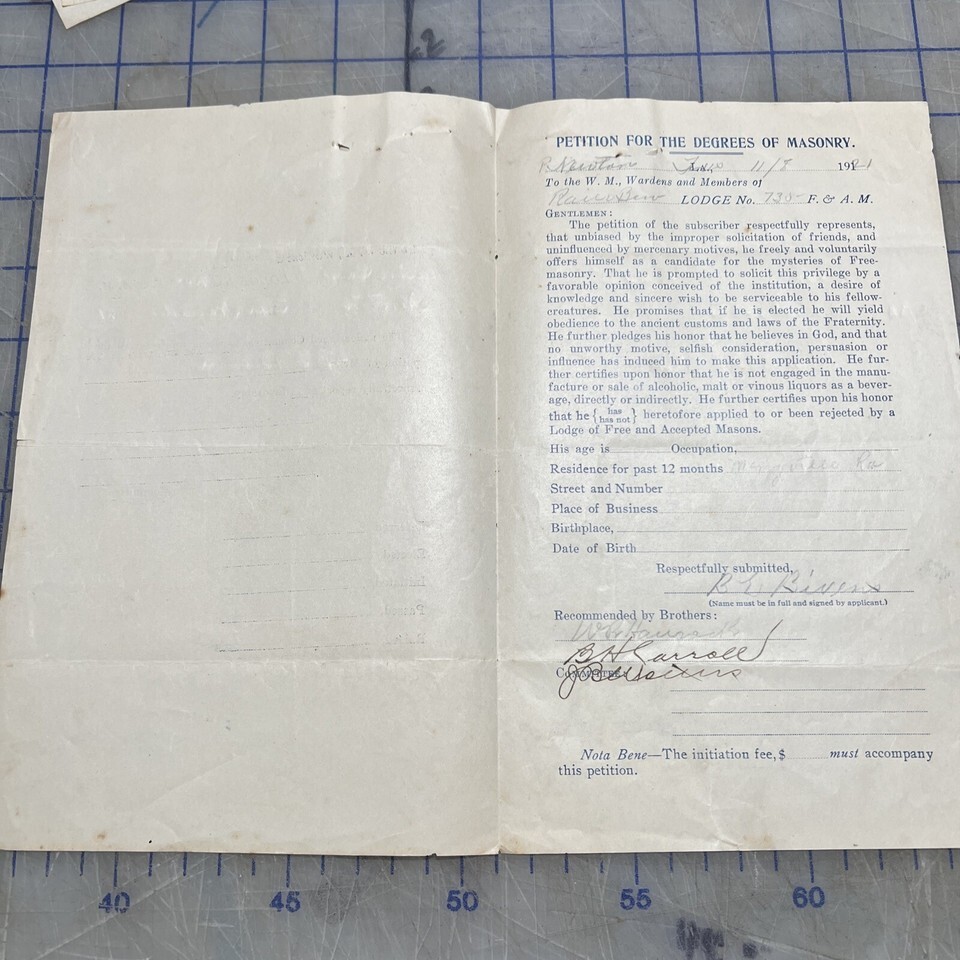 2
PETITION FOR THE DEGREES OF MASONRY.
Newton 11/8 1921
To the W. M., Wardens and Members of
LODGE No. 735 F. & A. M.
GENTLEMEN:
The petition of the subscriber respectfully represents,
that unbiased by the improper solicitation of friends, and
uninfluenced by mercenary motives, he freely and voluntarily
offers himself as a candidate for the mysteries of Free-
masonry. That he is prompted to solicit this privilege by a
favorable opinion conceived of the institution, a desire of
knowledge and sincere wish to be serviceable to his fellow-
creatures. He promises that if he is elected he will yield
obedience to the ancient customs and laws of the Fraternity.
He further pledges his honor that he believes in God, and that
no unworthy motive, selfish consideration, persuasion or
influence has induced him to make this application. He fur-
ther certifies upon honor that he is not engaged in the manu-
facture or sale of alcoholic, malt or vinous liquors as a bever-
age, directly or indirectly. He further certifies upon his honor
that he { has
has not } heretofore applied to or been rejected by a
Lodge of Free and Accepted Masons.
His age is Occupation,
Residence for past 12 months Merryville La
Street and Number
Place of Business
Birthplace,
Date of Birth
Respectfully submitted,
R E Bivens
(Name must be in full and signed by applicant.)
Recommended by Brothers:
B H Carroll
COMMITTEE
Nota Bene—The initiation fee, $ must accompany
this petition.
40 45 50 55 60